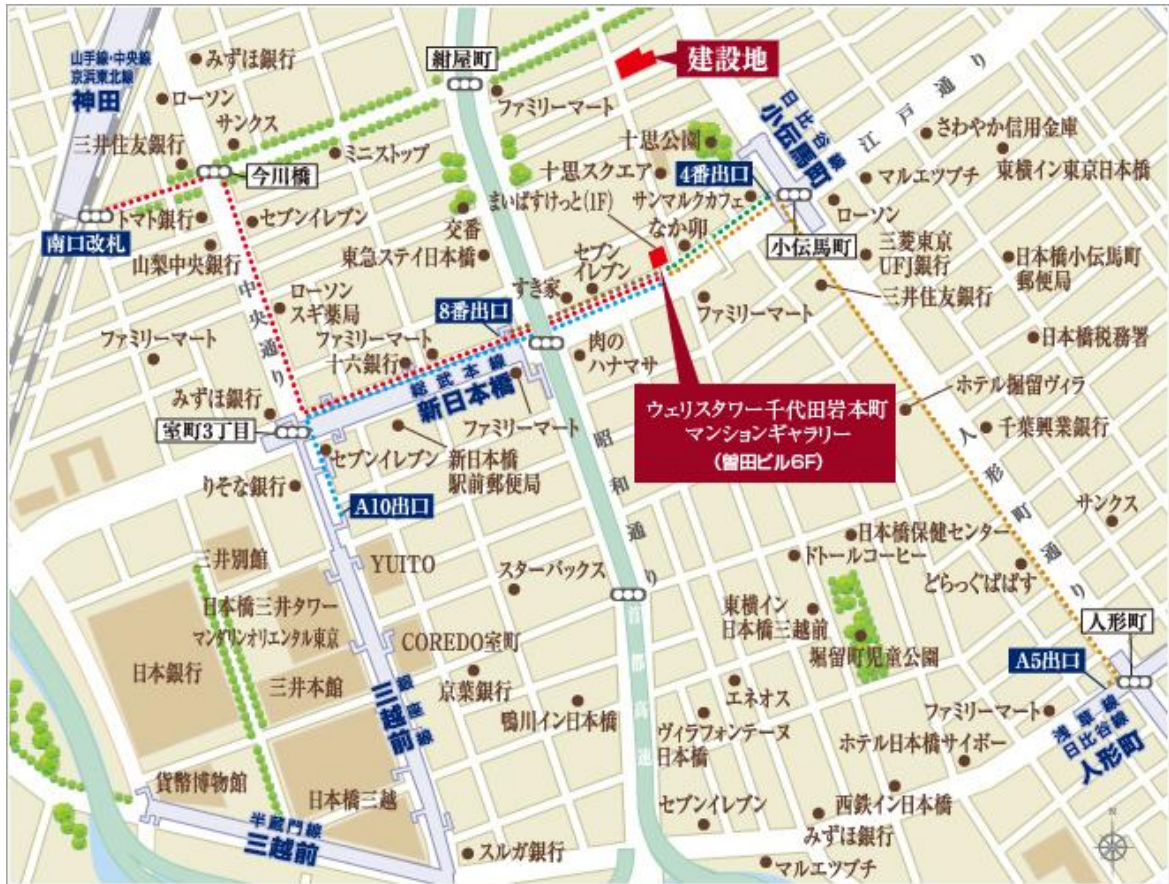 山手線・中央線
京浜東北線
神田
みずほ銀行
ローソン
サンクス
三井住友銀行
今川橋
ミニストップ
紺屋町
ファミリーマート
建設地
日比谷線
小伝馬町
江戸通り
さわやか信用金庫
東横イン東京日本橋
十思公園
十思スクエア
4番出口
マルエツプチ
まいばすけっと(1F)
サンマルクカフェ
なか卯
ローソン
小伝馬町
三菱東京
UFJ銀行
三井住友銀行
日本橋小伝馬町
郵便局
トマト銀行
南口改札
セブンイレブン
山梨中央銀行
交番
東急ステイ日本橋
セブン
イレブン
すき家
8番出口
中央通り
ローソン
スギ薬局
ファミリーマート
ファミリーマート
十六銀行
総武本線
新日本橋
肉の
ハナマサ
ファミリーマート
日本橋税務署
ホテル堀留ヴィラ
千葉興業銀行
ウェリスタワー千代田岩本町
マンションギャラリー
(曽田ビル6F)
みずほ銀行
室町3丁目
ファミリーマート
セブンイレブン
新日本橋
駅前郵便局
りそな銀行
A10出口
昭和通り
人形町通り
サンクス
日本橋保健センター
ドトールコーヒー
どらっぐぱぱす
三井別館
YUITO
スターバックス
日本橋三井タワー
マンダリンオリエンタル東京
COREDO室町
日本銀行
三井本館
銀座線
三越前
京葉銀行
鴨川イン日本橋
首都高速
東横イン
日本橋三越前
堀留町児童公園
人形町
A5出口
エネオス
ヴィラフォンテーヌ
日本橋
ファミリーマート
浅草線
日比谷線
人形町
ホテル日本橋サイボー
貨幣博物館
日本橋三越
半蔵門線
三越前
スルガ銀行
セブンイレブン
西鉄イン日本橋
みずほ銀行
マルエツプチ
N